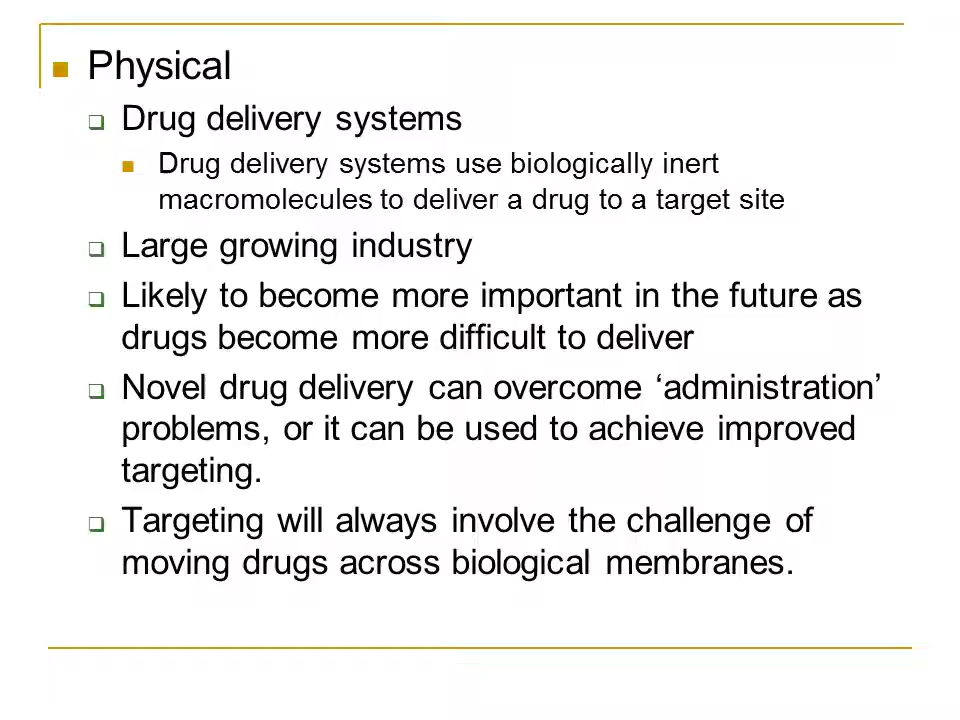 Physical
Drug delivery systems
Drug delivery systems use biologically inert
macromolecules to deliver a drug to a target site
Large growing industry
Likely to become more important in the future as
drugs become more difficult to deliver
Novel drug delivery can overcome ‘administration’
problems, or it can be used to achieve improved
targeting.
Targeting will always involve the challenge of
moving drugs across biological membranes.